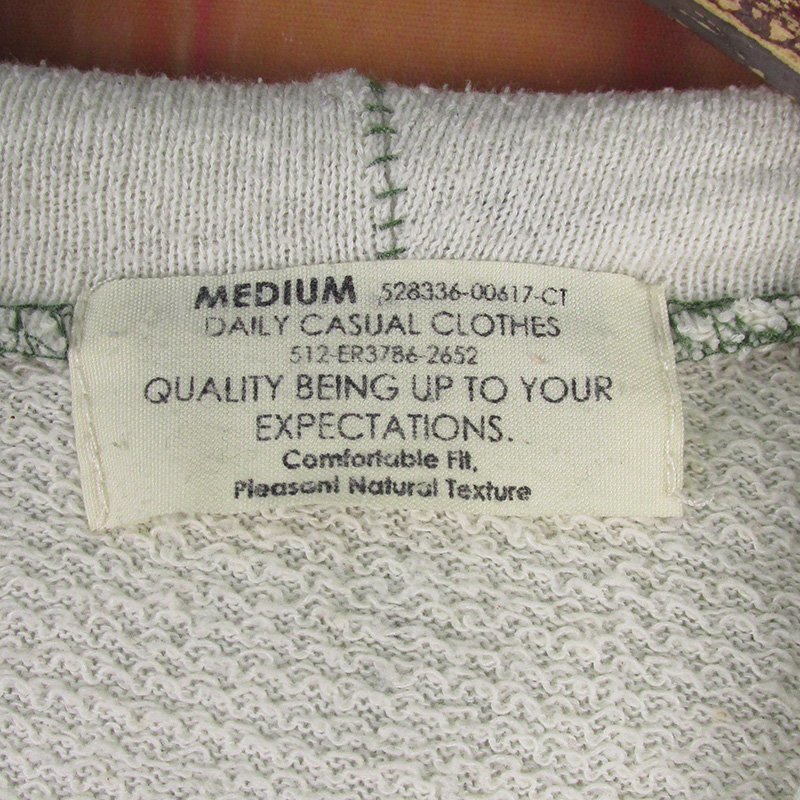 MEDIUM 528336-00617-CT
DAILY CASUAL CLOTHES
512-ER3786-2652
QUALITY BEING UP TO YOUR
EXPECTATIONS.
Comfortable Fit,
Pleasant Natural Texture